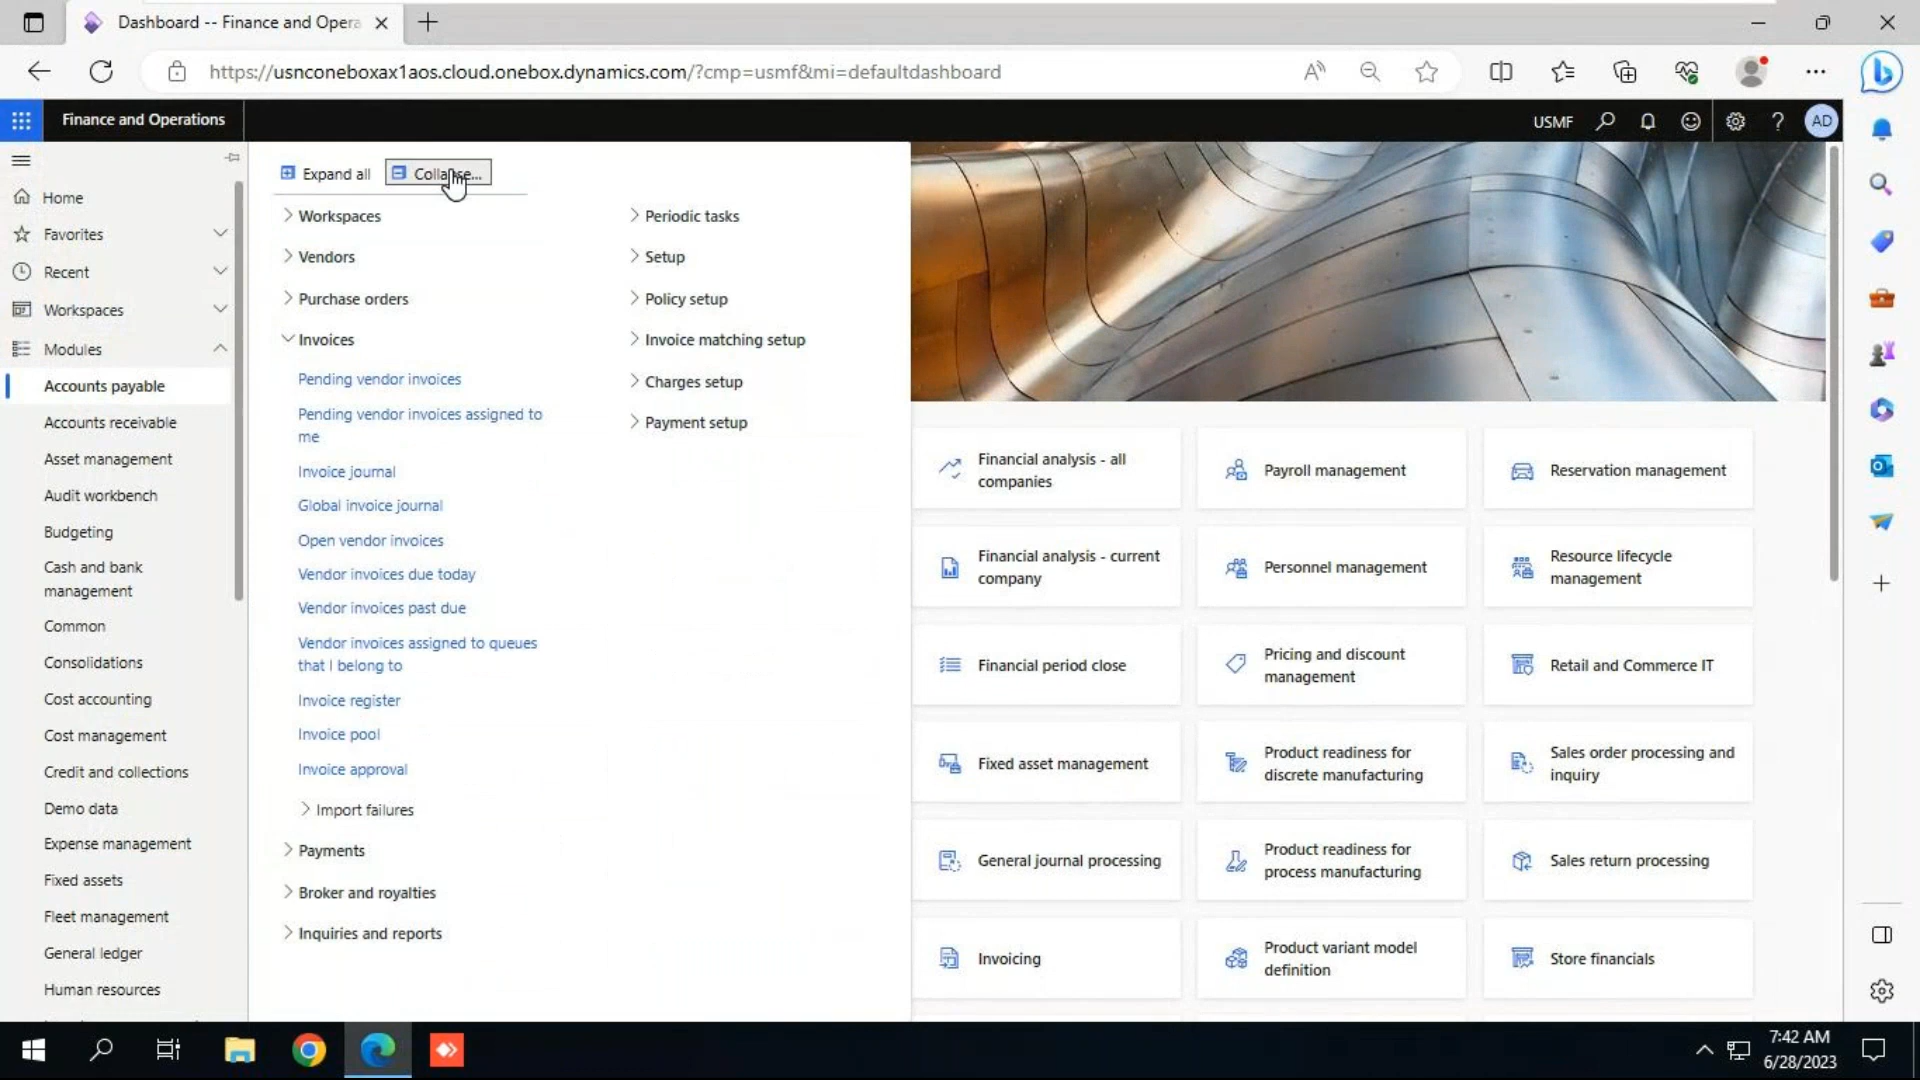 Dashboard -- Finance and Opera
https://usnconeboxax1aos.cloud.onebox.dynamics.com/?cmp=usmf&mi=defaultdashboard
Finance and Operations
USMF
AD
Expand all
Collapse...
Home
Favorites
Recent
Workspaces
Modules
Accounts payable
Accounts receivable
Asset management
Audit workbench
Budgeting
Cash and bank
management
Common
Consolidations
Cost accounting
Cost management
Credit and collections
Demo data
Expense management
Fixed assets
Fleet management
General ledger
Human resources
Workspaces
Vendors
Purchase orders
Invoices
Pending vendor invoices
Pending vendor invoices assigned to
me
Invoice journal
Global invoice journal
Open vendor invoices
Vendor invoices due today
Vendor invoices past due
Vendor invoices assigned to queues
that I belong to
Invoice register
Invoice pool
Invoice approval
Import failures
Payments
Broker and royalties
Inquiries and reports
Periodic tasks
Setup
Policy setup
Invoice matching setup
Charges setup
Payment setup
Financial analysis - all
companies
Payroll management
Reservation management
Financial analysis - current
company
Personnel management
Resource lifecycle
management
Financial period close
Pricing and discount
management
Retail and Commerce IT
Fixed asset management
Product readiness for
discrete manufacturing
Sales order processing and
inquiry
General journal processing
Product readiness for
process manufacturing
Sales return processing
Invoicing
Product variant model
definition
Store financials
7:42 AM
6/28/2023